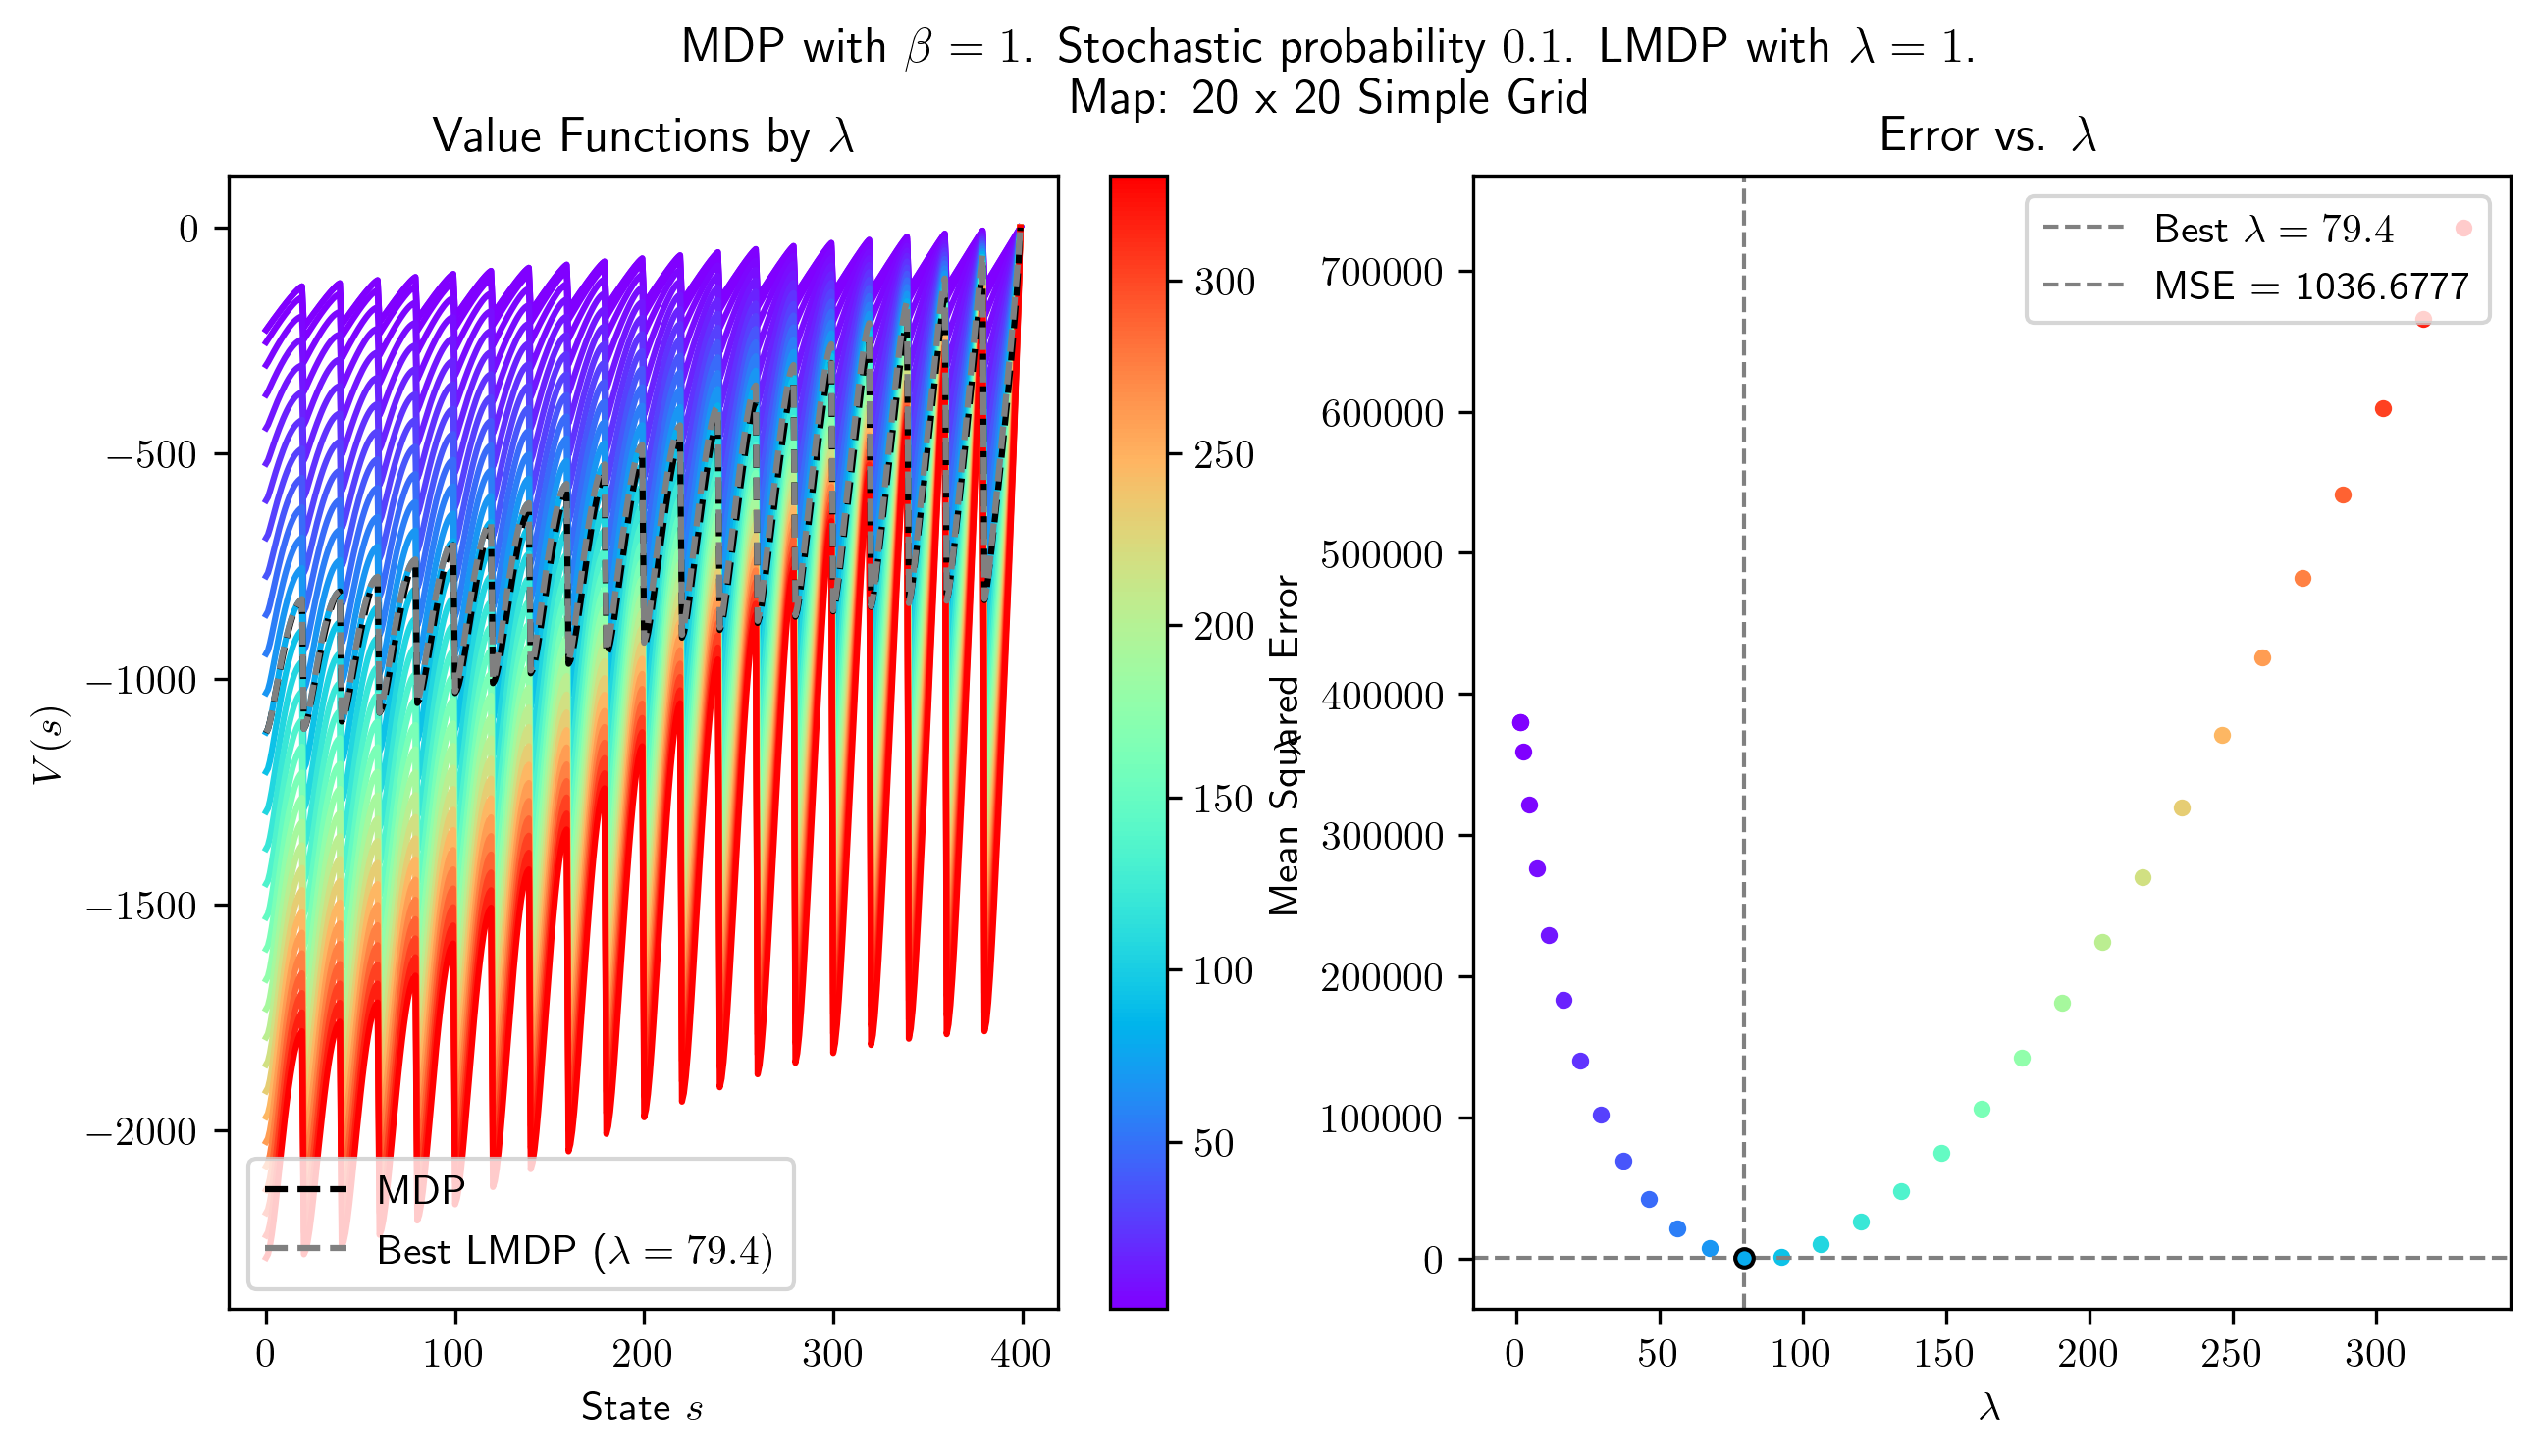 MDP with β = 1. Stochastic probability 0.1. LMDP with λ = 1.
Map: 20 x 20 Simple Grid
Value Functions by λ
0
−500
−1000
−1500
−2000
V(s)
MDP
Best LMDP (λ = 79.4)
0 100 200 300 400
State s
300
250
200
150
100
50
λ
Error vs. λ
Best λ = 79.4
MSE = 1036.6777
700000
600000
500000
400000
300000
200000
100000
0
Mean Squared Error
0 50 100 150 200 250 300
λ